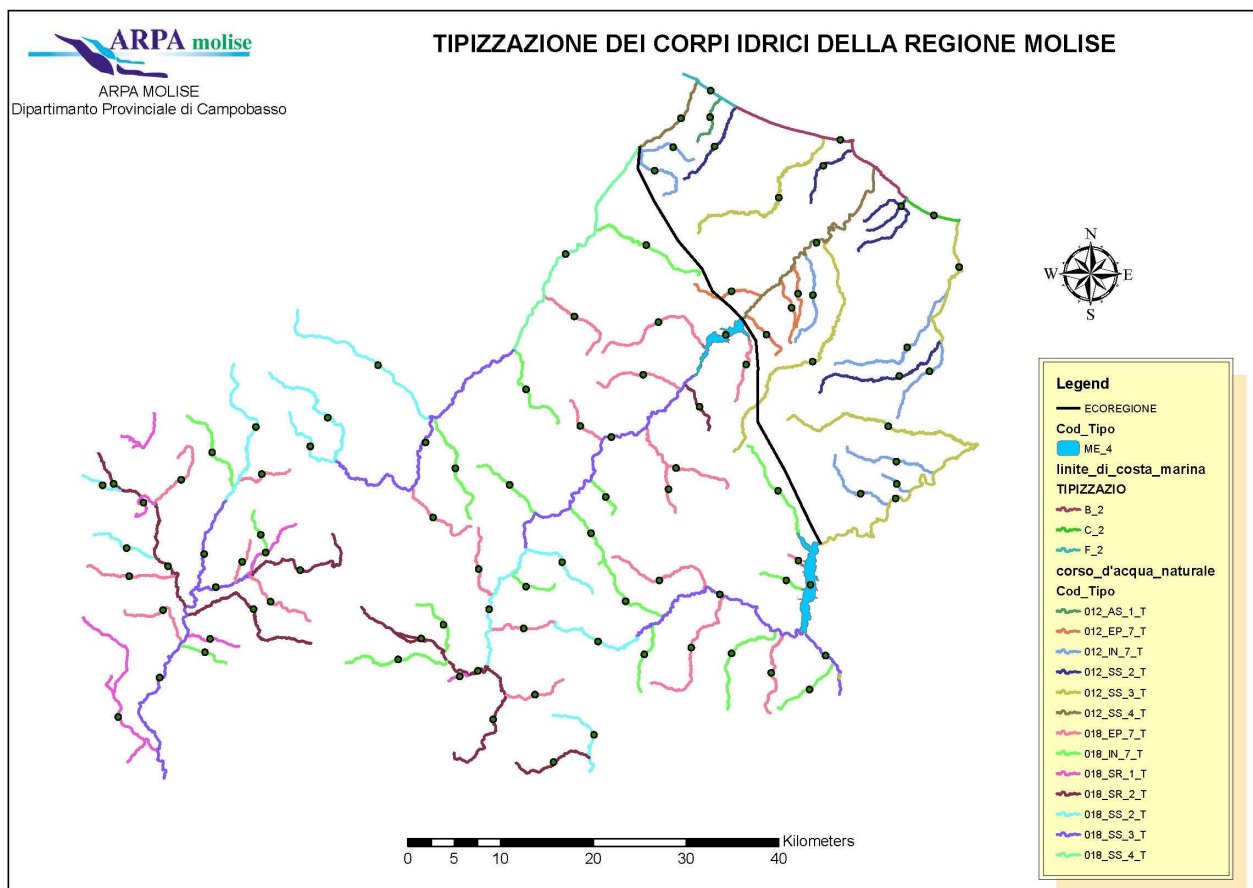 ARPA molise
ARPA MOLISE
Dipartimanto Provinciale di Campobasso
TIPIZZAZIONE DEI CORPI IDRICI DELLA REGIONE MOLISE
N
W E
S
Legend
ECOREGIONE
Cod_Tipo
ME_4
linite_di_costa_marina
TIPIZZAZIO
B_2
C_2
F_2
corso_d'acqua_naturale
Cod_Tipo
012_AS_1_T
012_EP_7_T
012_IN_7_T
012_SS_2_T
012_SS_3_T
012_SS_4_T
018_EP_7_T
018_IN_7_T
018_SR_1_T
018_SR_2_T
018_SS_2_T
018_SS_3_T
018_SS_4_T
Kilometers
0 5 10 20 30 40